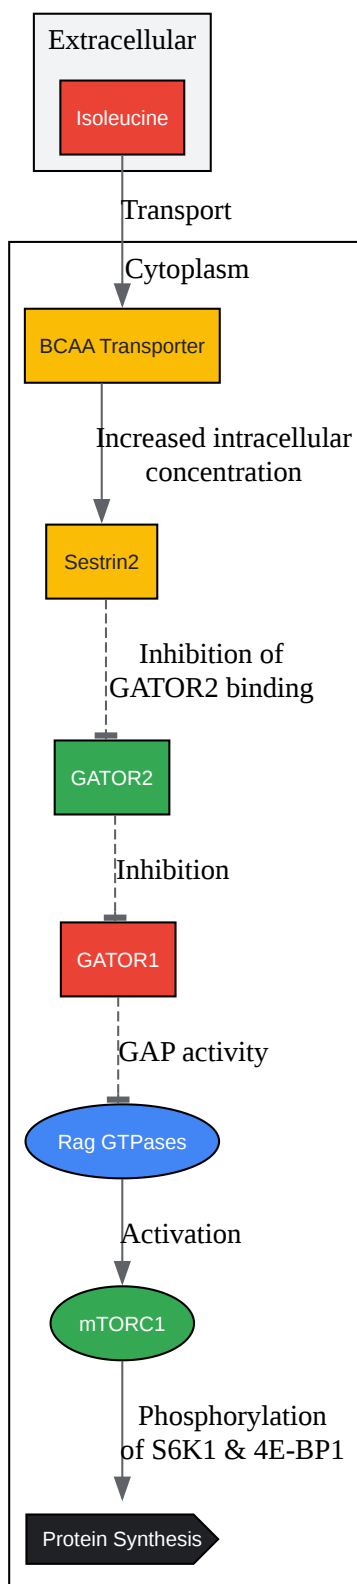 Extracellular
Isoleucine
Transport
Cytoplasm
BCAA Transporter
Increased intracellular
concentration
Sestrin2
Inhibition of
GATOR2 binding
GATOR2
Inhibition
GATOR1
GAP activity
Rag GTPases
Activation
mTORC1
Phosphorylation
of S6K1 & 4E-BP1
Protein Synthesis